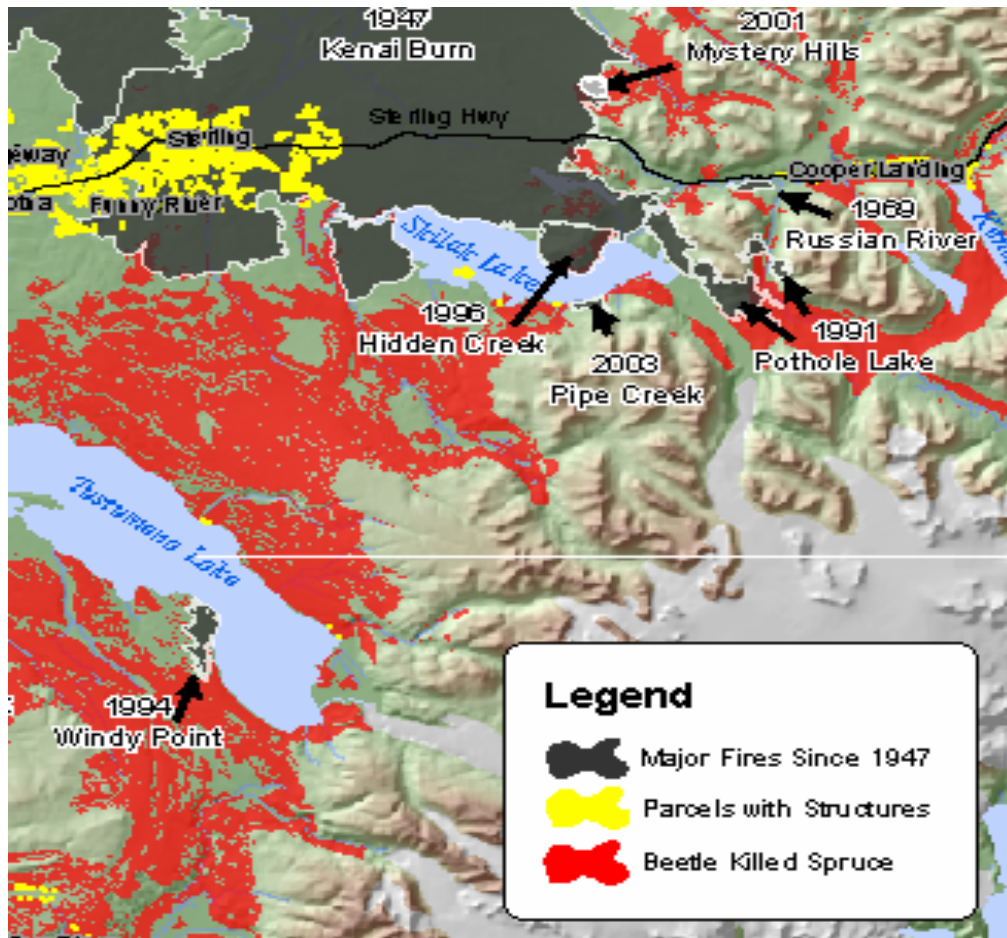 1947
Kenai Burn
2001
Mystery Hills
Sterling Hwy
Sterling
Cooper Landing
Funny River
1969
Russian River
Skilak Lake
1996
Hidden Creek
2003
Pipe Creek
1991
Pothole Lake
Tustumena Lake
1994
Windy Point
Legend
Major Fires Since 1947
Parcels with Structures
Beetle Killed Spruce